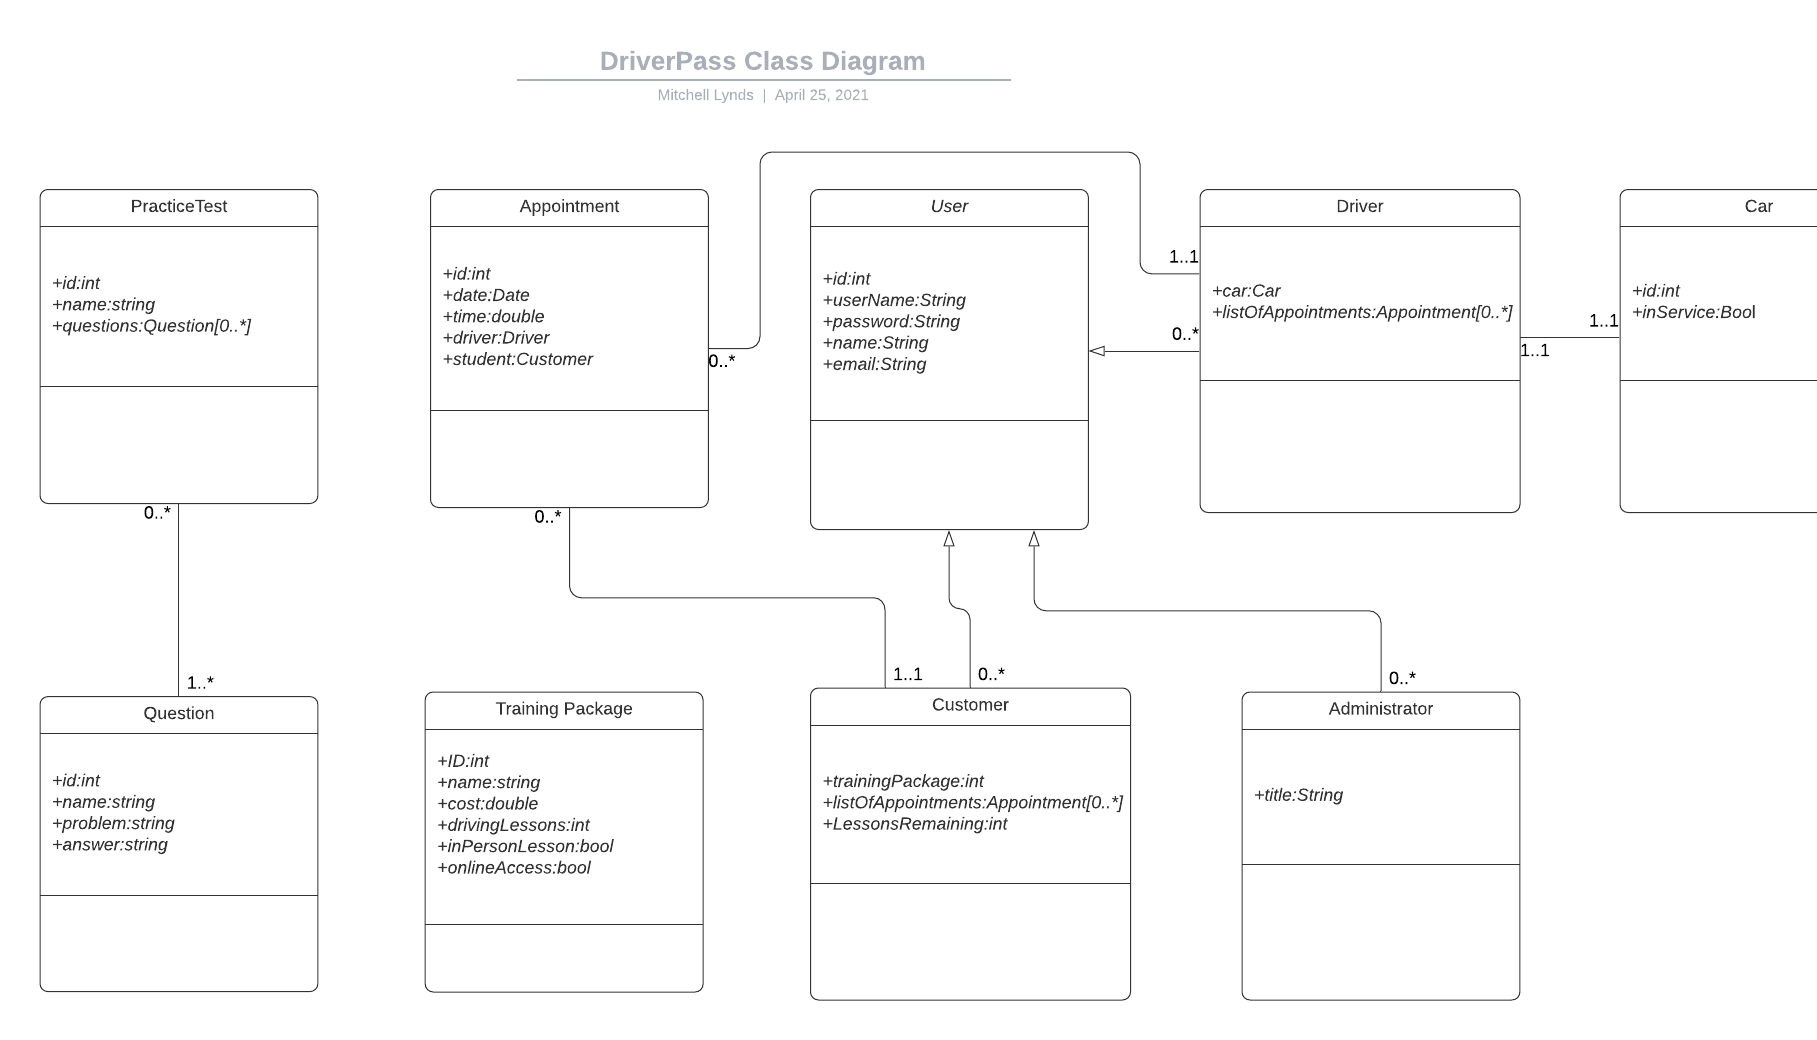 DriverPass Class Diagram
Mitchell Lynds | April 25, 2021
PracticeTest
+id:int
+name:string
+questions:Question[0..*]
0..*
Appointment
+id:int
+date:Date
+time:double
+driver:Driver
+student:Customer
0..*
0..*
User
+id:int
+userName:String
+password:String
+name:String
+email:String
1..1
0..*
Driver
+car:Car
+listOfAppointments:Appointment[0..*]
1..1
1..1
Car
+id:int
+inService:Bool
1..*
Question
+id:int
+name:string
+problem:string
+answer:string
Training Package
+ID:int
+name:string
+cost:double
+drivingLessons:int
+inPersonLesson:bool
+onlineAccess:bool
1..1
0..*
Customer
+trainingPackage:int
+listOfAppointments:Appointment[0..*]
+LessonsRemaining:int
0..*
Administrator
+title:String